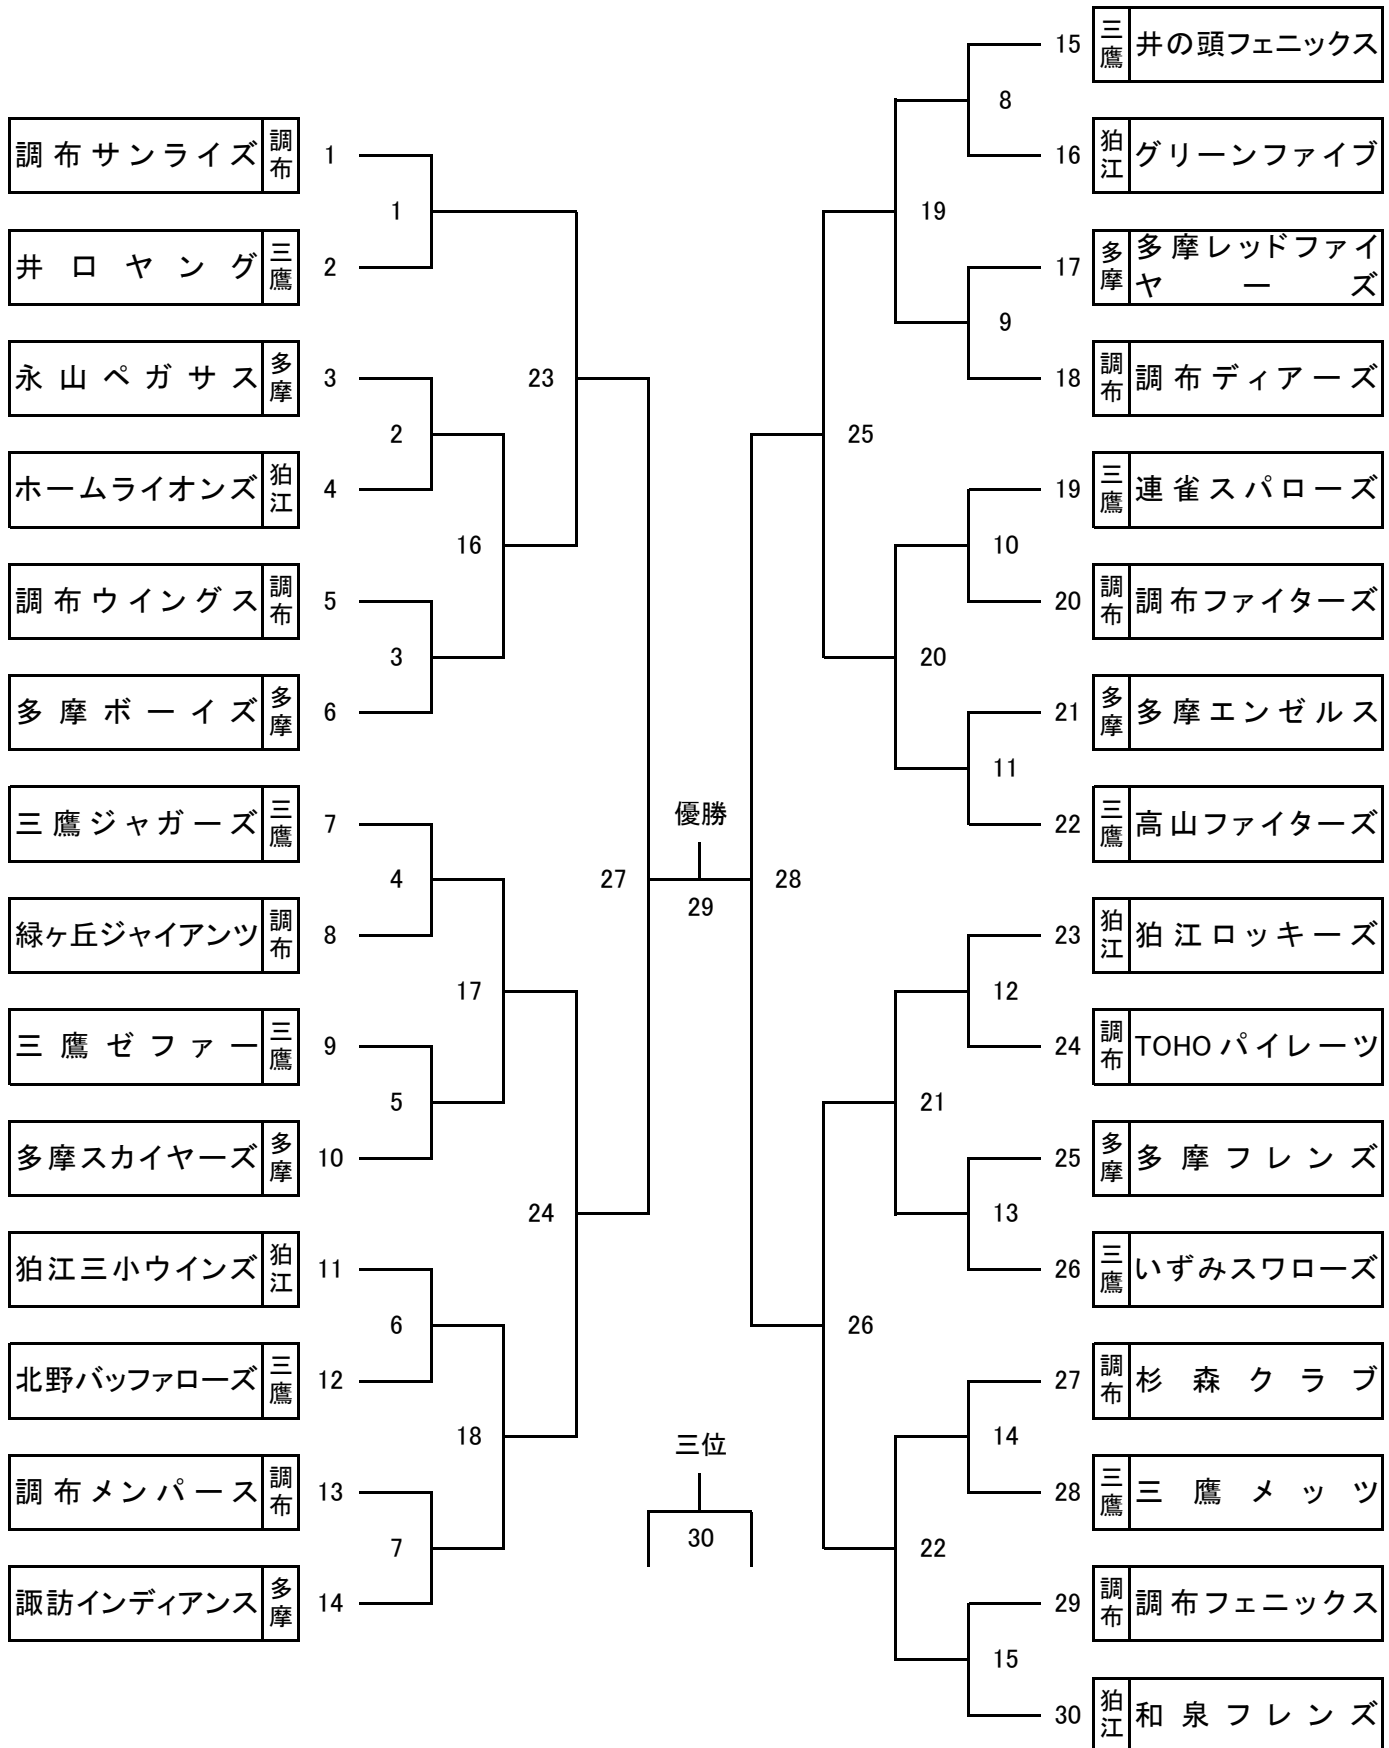 調布サンライズ 調布 1
1
井口ヤング 三鷹 2
永山ペガサス 多摩 3
23
2
ホームライオンズ 狛江 4
16
調布ウイングス 調布 5
3
多摩ボーイズ 多摩 6
三鷹ジャガーズ 三鷹 7
4
27
緑ヶ丘ジャイアンツ 調布 8
17
三鷹ゼファー 三鷹 9
5
多摩スカイヤーズ 多摩 10
24
狛江三小ウインズ 狛江 11
6
北野バッファローズ 三鷹 12
18
調布メンパース 調布 13
7
諏訪インディアンス 多摩 14
優勝
29
三位
30
15 三鷹 井の頭フェニックス
8
16 狛江 グリーンファイブ
19
17 多摩 多摩レッドファイ
ヤーズ
9
18 調布 調布ディアーズ
25
19 三鷹 連雀スパローズ
10
20 調布 調布ファイターズ
20
21 多摩 多摩エンゼルス
11
22 三鷹 高山ファイターズ
28
23 狛江 狛江ロッキーズ
12
24 調布 TOHOパイレーツ
21
25 多摩 多摩フレンズ
13
26 三鷹 いずみスワローズ
26
27 調布 杉森クラブ
14
28 三鷹 三鷹メッツ
22
29 調布 調布フェニックス
15
30 狛江 和泉フレンズ